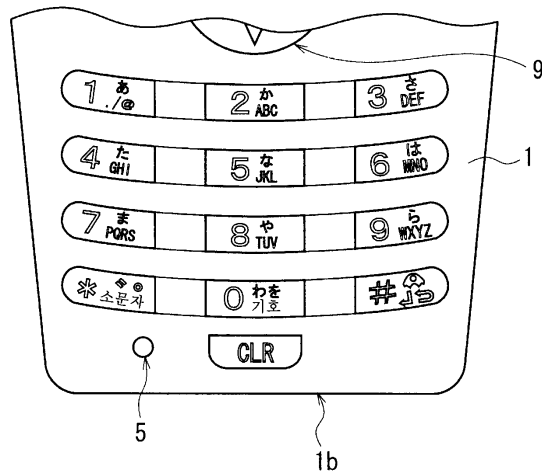 9
1 あ ./@
2 か ABC
3 さ DEF
1
4 た GHI
5 な JKL
6 は MNO
7 ま PQRS
8 や TUV
9 ら WXYZ
* 소문자
0 わを 기호
#
CLR
5
1b